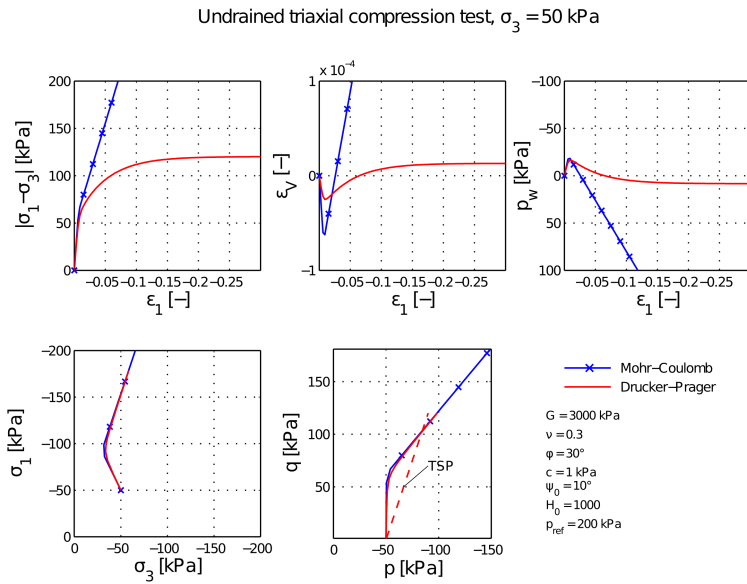 Undrained triaxial compression test, σ₃ = 50 kPa
200
150
100
50
0
−0.05 −0.1 −0.15 −0.2 −0.25
ε₁ [−]
|σ₁−σ₃| [kPa]
1 x 10⁻⁴
0
−1
−0.05 −0.1 −0.15 −0.2 −0.25
ε₁ [−]
εV [−]
−100
−50
0
50
100
−0.05 −0.1 −0.15 −0.2 −0.25
ε₁ [−]
pw [kPa]
−200
−150
−100
−50
0
0 −50 −100 −150 −200
σ₃ [kPa]
σ₁ [kPa]
150
100
50
0 −50 −100 −150
p [kPa]
q [kPa]
TSP
Mohr−Coulomb
Drucker−Prager
G = 3000 kPa
ν = 0.3
φ = 30°
c = 1 kPa
ψ₀ = 10°
H₀ = 1000
pref = 200 kPa